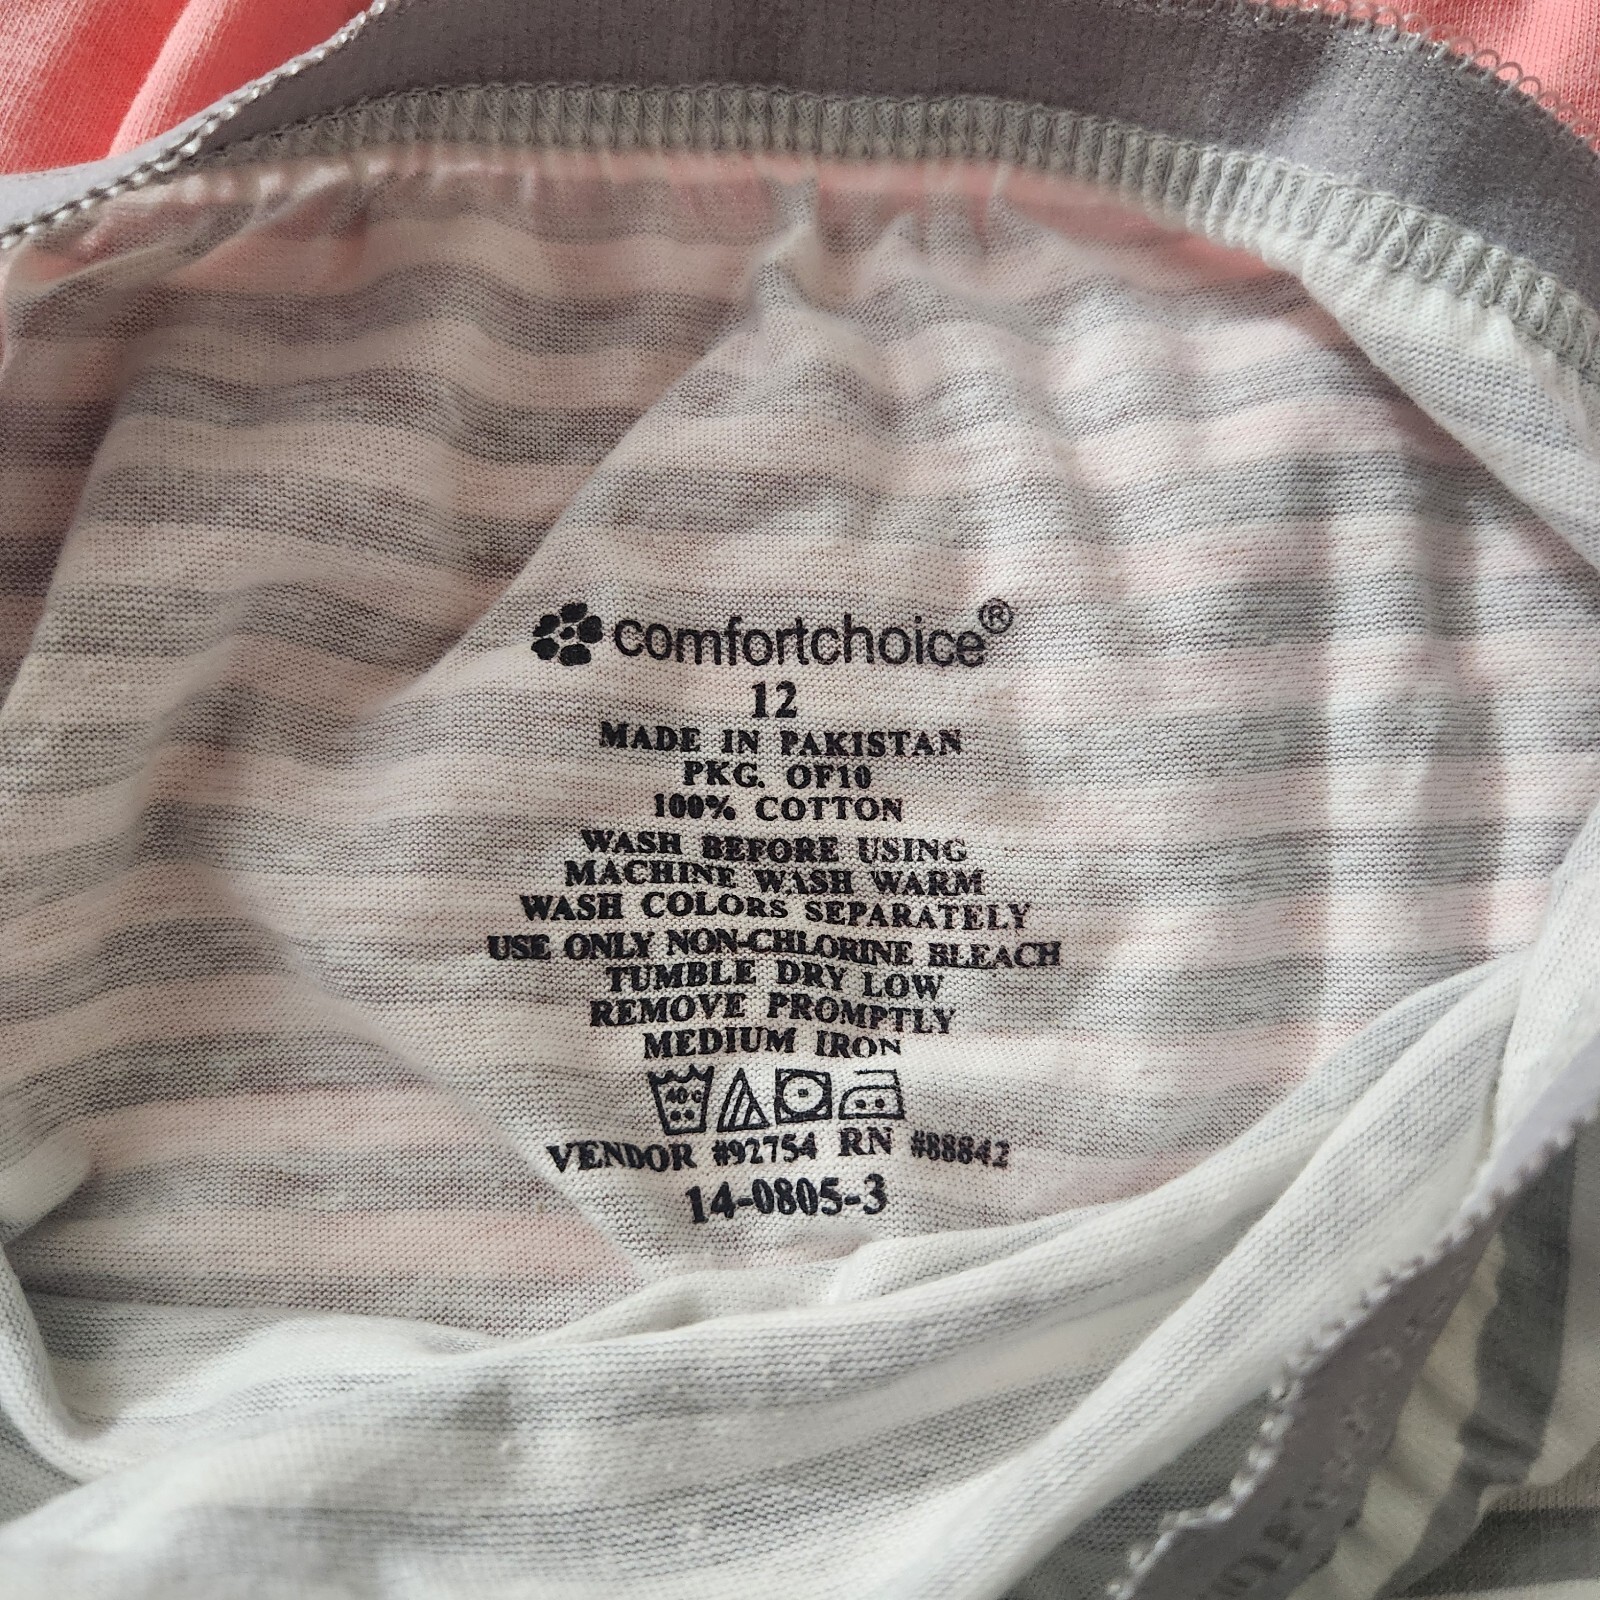 comfortchoice®
12
MADE IN PAKISTAN
PKG. OF10
100% COTTON
WASH BEFORE USING
MACHINE WASH WARM
WASH COLORS SEPARATELY
USE ONLY NON-CHLORINE BLEACH
TUMBLE DRY LOW
REMOVE PROMPTLY
MEDIUM IRON
40°c
VENDOR #92754 RN #88842
14-0805-3